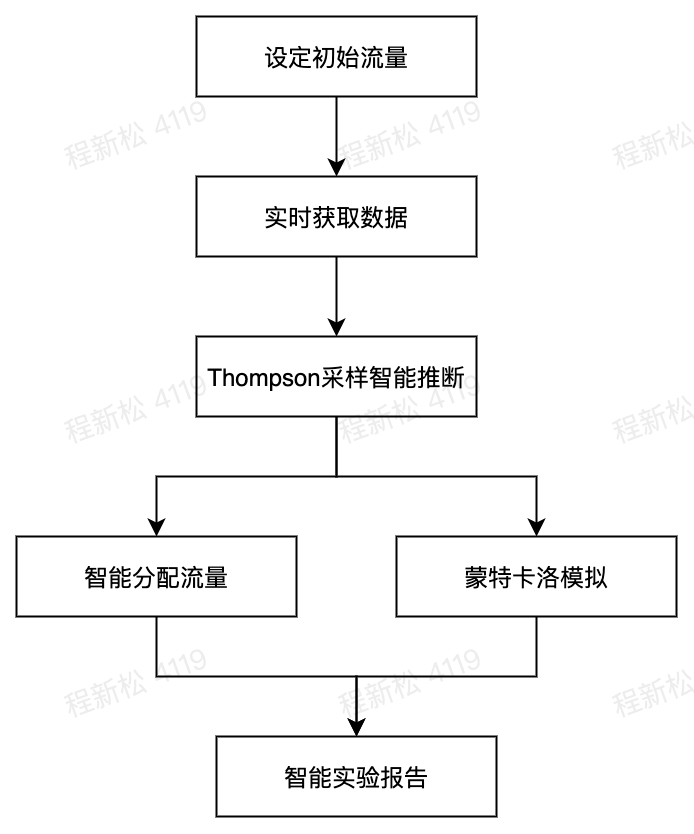 设定初始流量
程新松 4119
程新松 4119
程新松
实时获取数据
Thompson采样智能推断
程新松 4119
程新松 4119
程新松
智能分配流量
蒙特卡洛模拟
程新松 4119
程新松 4119
程新松
智能实验报告